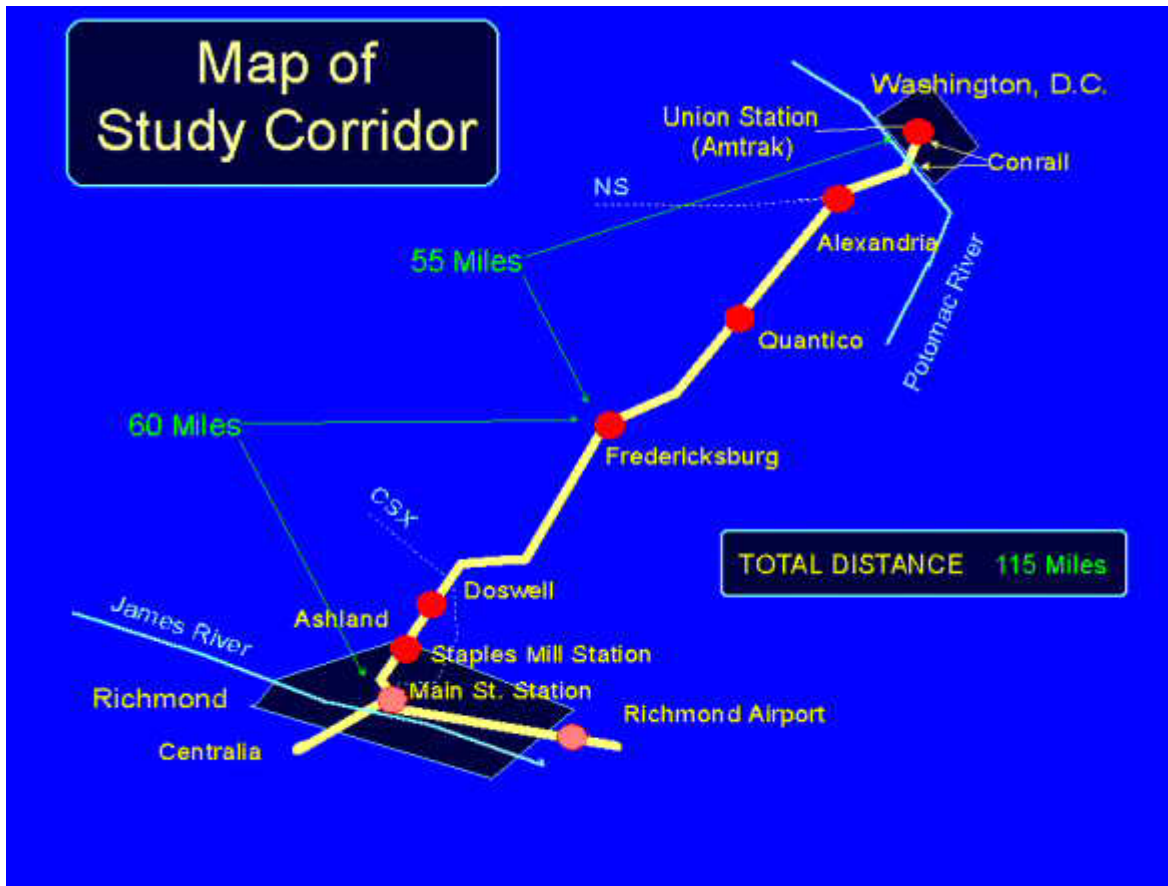 Map of
Study Corridor
Washington, D.C.
Union Station
(Amtrak)
Conrail
NS
Alexandria
55 Miles
Potomac River
Quantico
60 Miles
Fredericksburg
CSX
TOTAL DISTANCE 115 Miles
Doswell
Ashland
James River
Staples Mill Station
Richmond
Main St. Station
Richmond Airport
Centralia